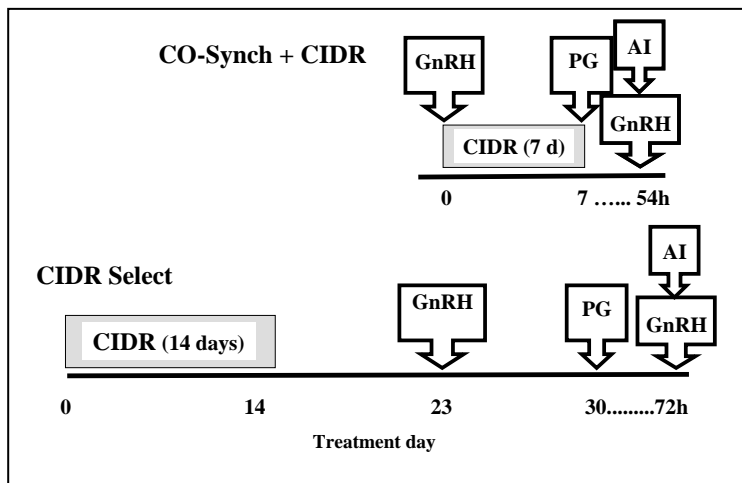 CO-Synch + CIDR
GnRH
PG
AI
GnRH
CIDR (7 d)
0
7 …... 54h
CIDR Select
AI
GnRH
PG
GnRH
CIDR (14 days)
0
14
23
30.........72h
Treatment day